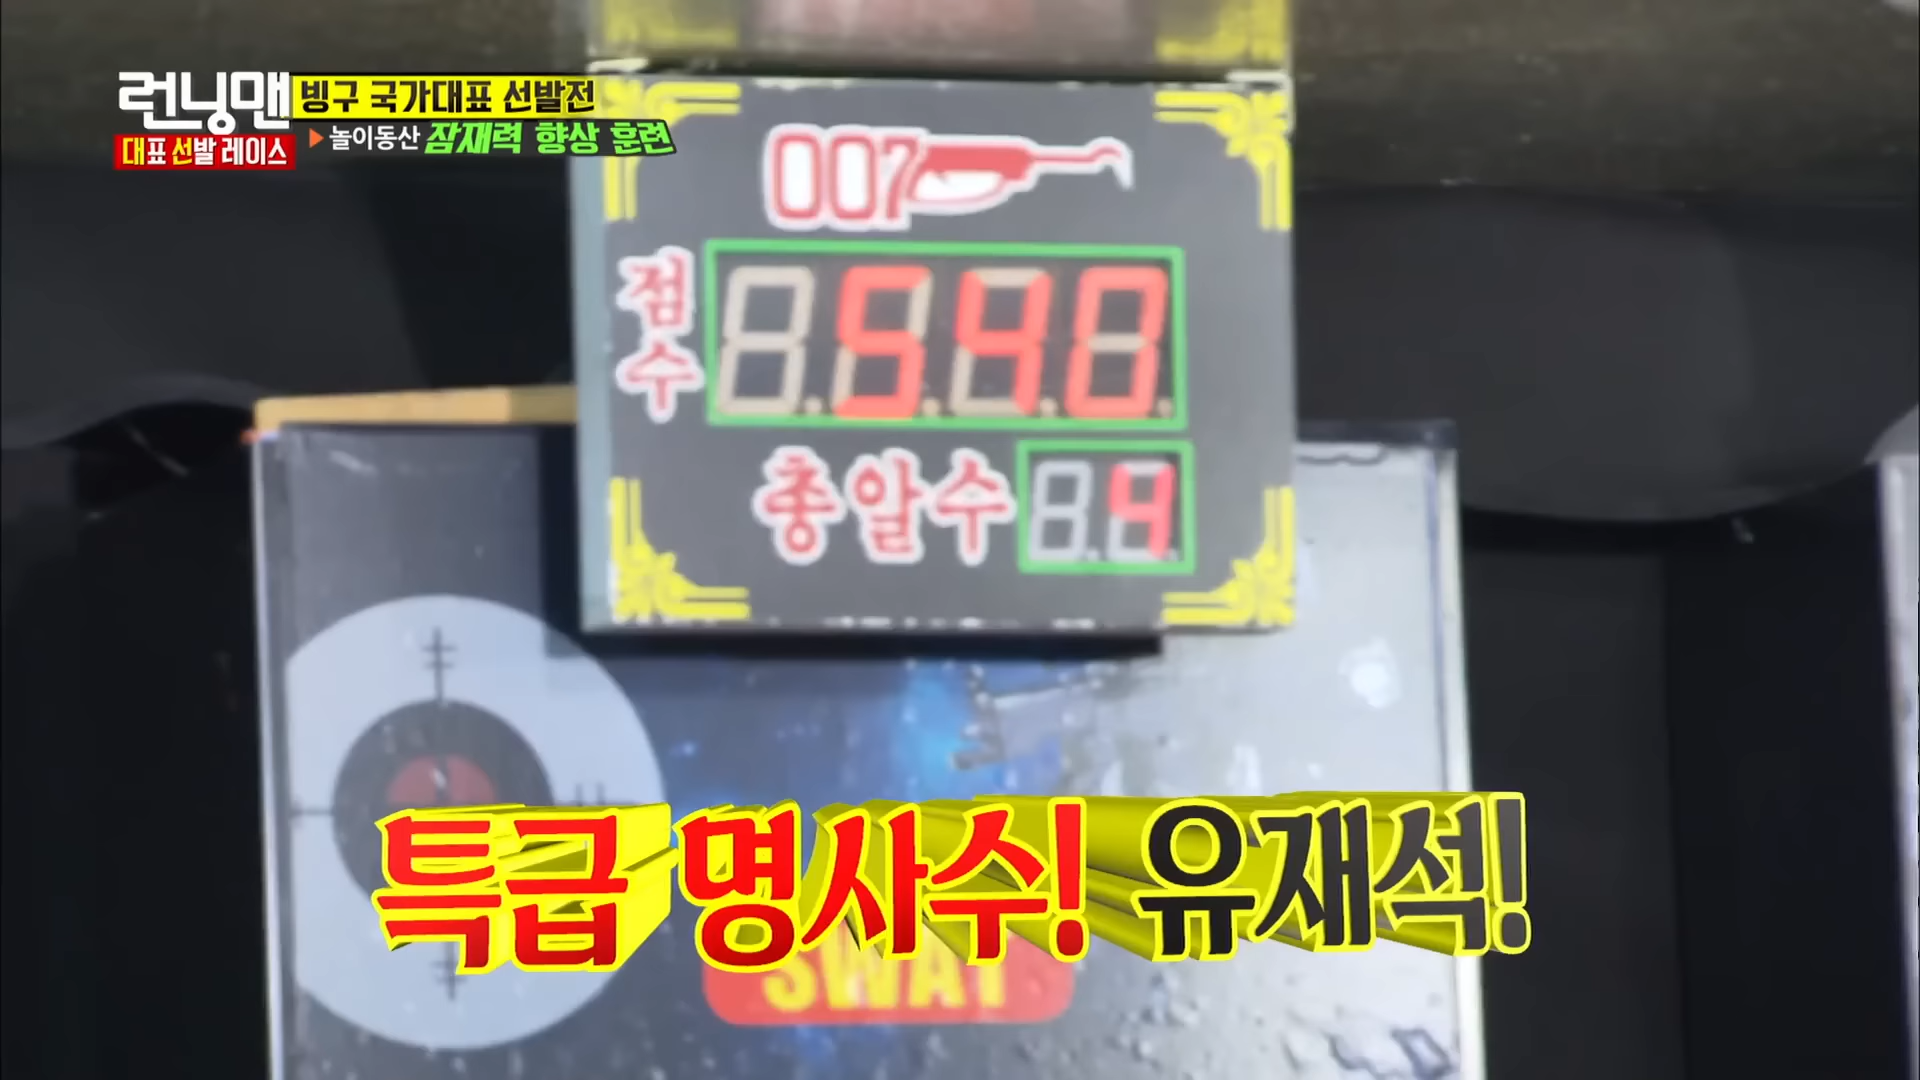 런닝맨 빙구 국가대표 선발전
대표 선발 레이스 ▶놀이동산 잠재력 향상 훈련
007
점수 540
총알수 4
특급 명사수! 유재석!
SWAT